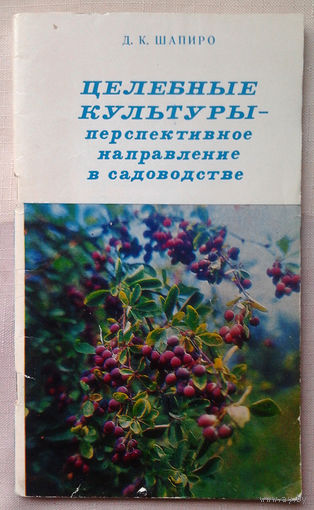 Д. К. ШАПИРО
ЦЕЛЕБНЫЕ
КУЛЬТУРЫ–
перспективное
направление
в садоводстве